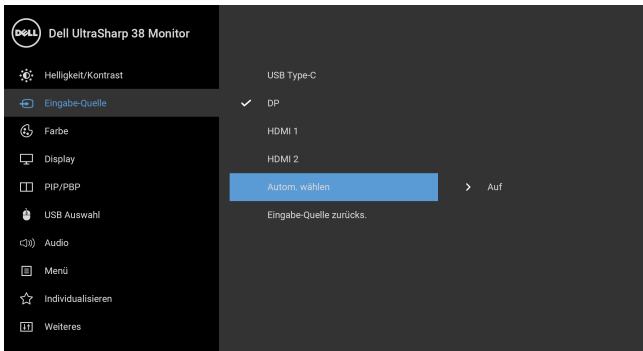 DELL Dell UltraSharp 38 Monitor
Helligkeit/Kontrast
USB Type-C
Eingabe-Quelle
DP
Farbe
HDMI 1
Display
HDMI 2
PIP/PBP
Autom. wählen
Auf
USB Auswahl
Eingabe-Quelle zurücks.
Audio
Menü
Individualisieren
Weiteres